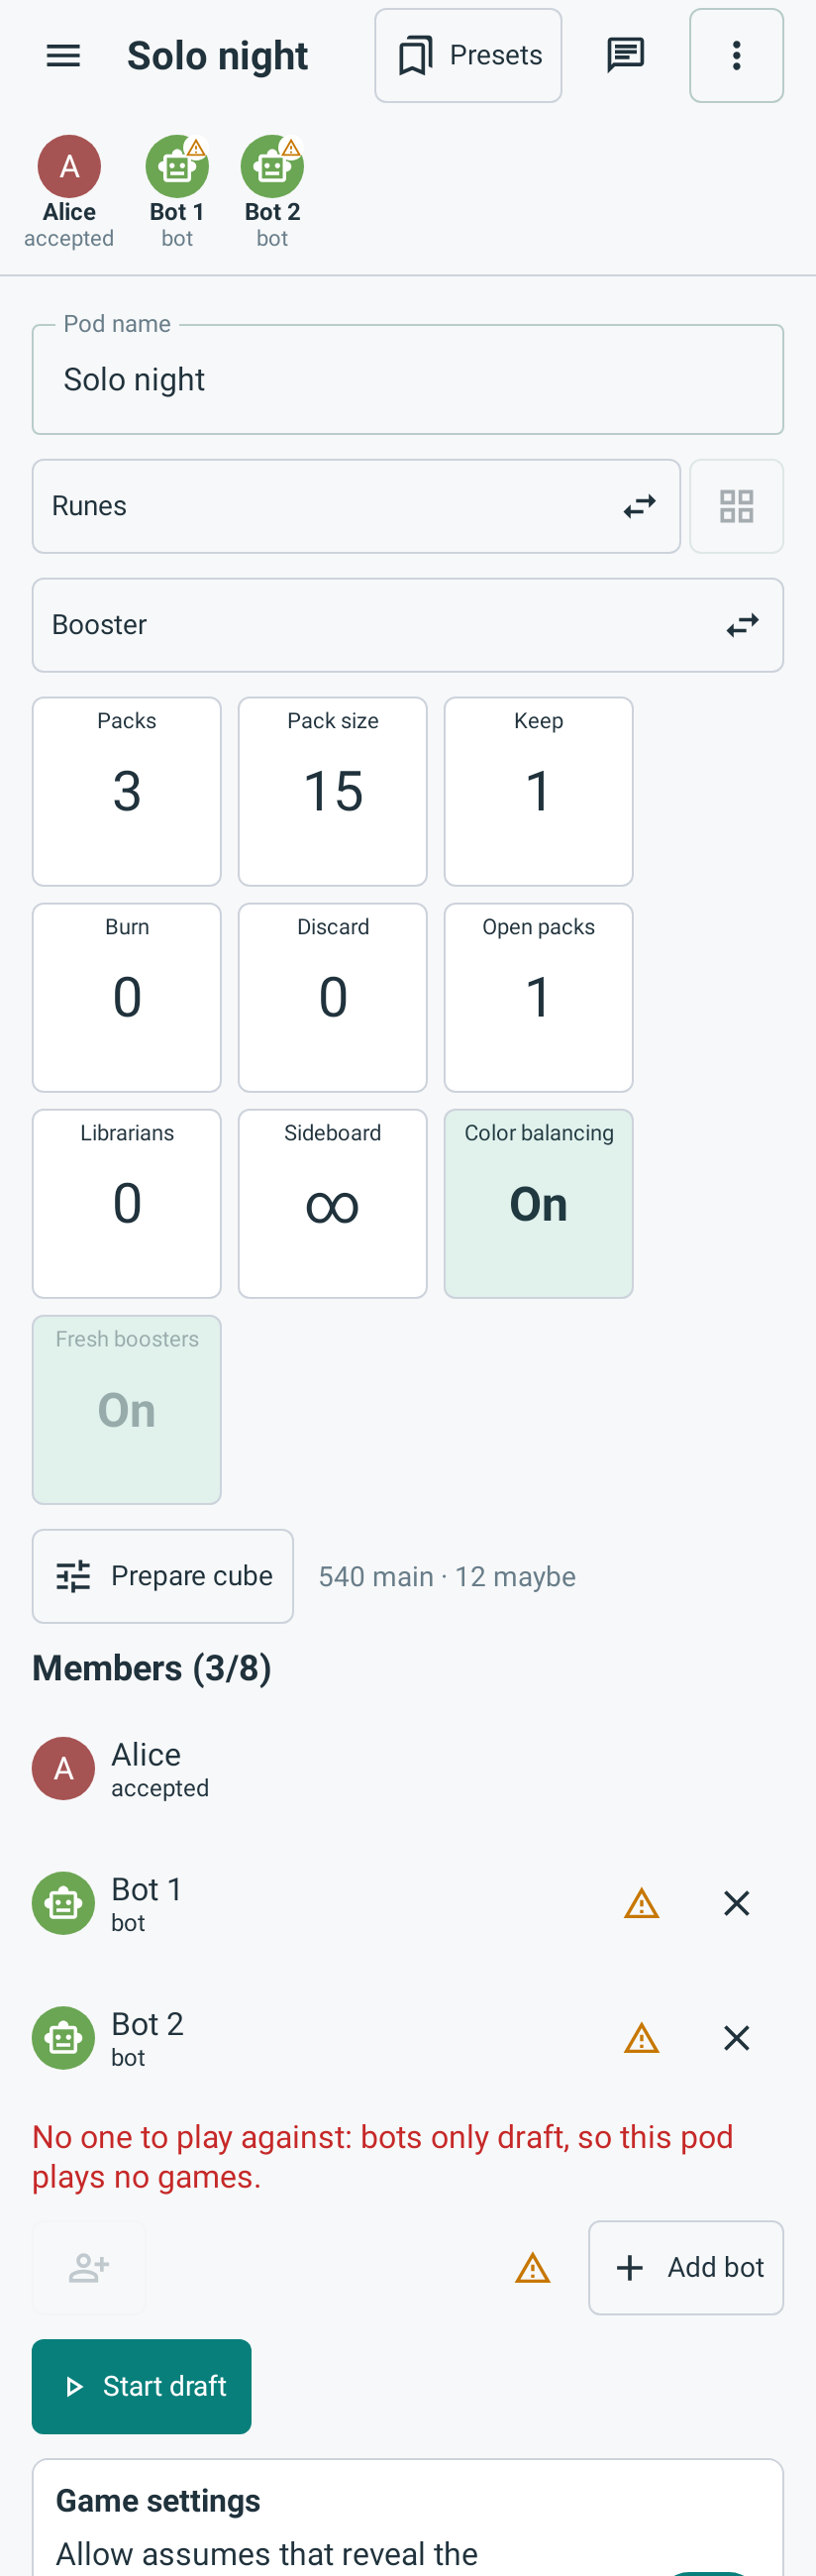 Solo night
Presets
A
Alice
accepted
Bot 1
bot
Bot 2
bot
Pod name
Solo night
Runes
Booster
Packs
3
Pack size
15
Keep
1
Burn
0
Discard
0
Open packs
1
Librarians
0
Sideboard
∞
Color balancing
On
Fresh boosters
On
Prepare cube
540 main · 12 maybe
Members (3/8)
A
Alice
accepted
Bot 1
bot
Bot 2
bot
No one to play against: bots only draft, so this pod
plays no games.
Add bot
Start draft
Game settings
Allow assumes that reveal the